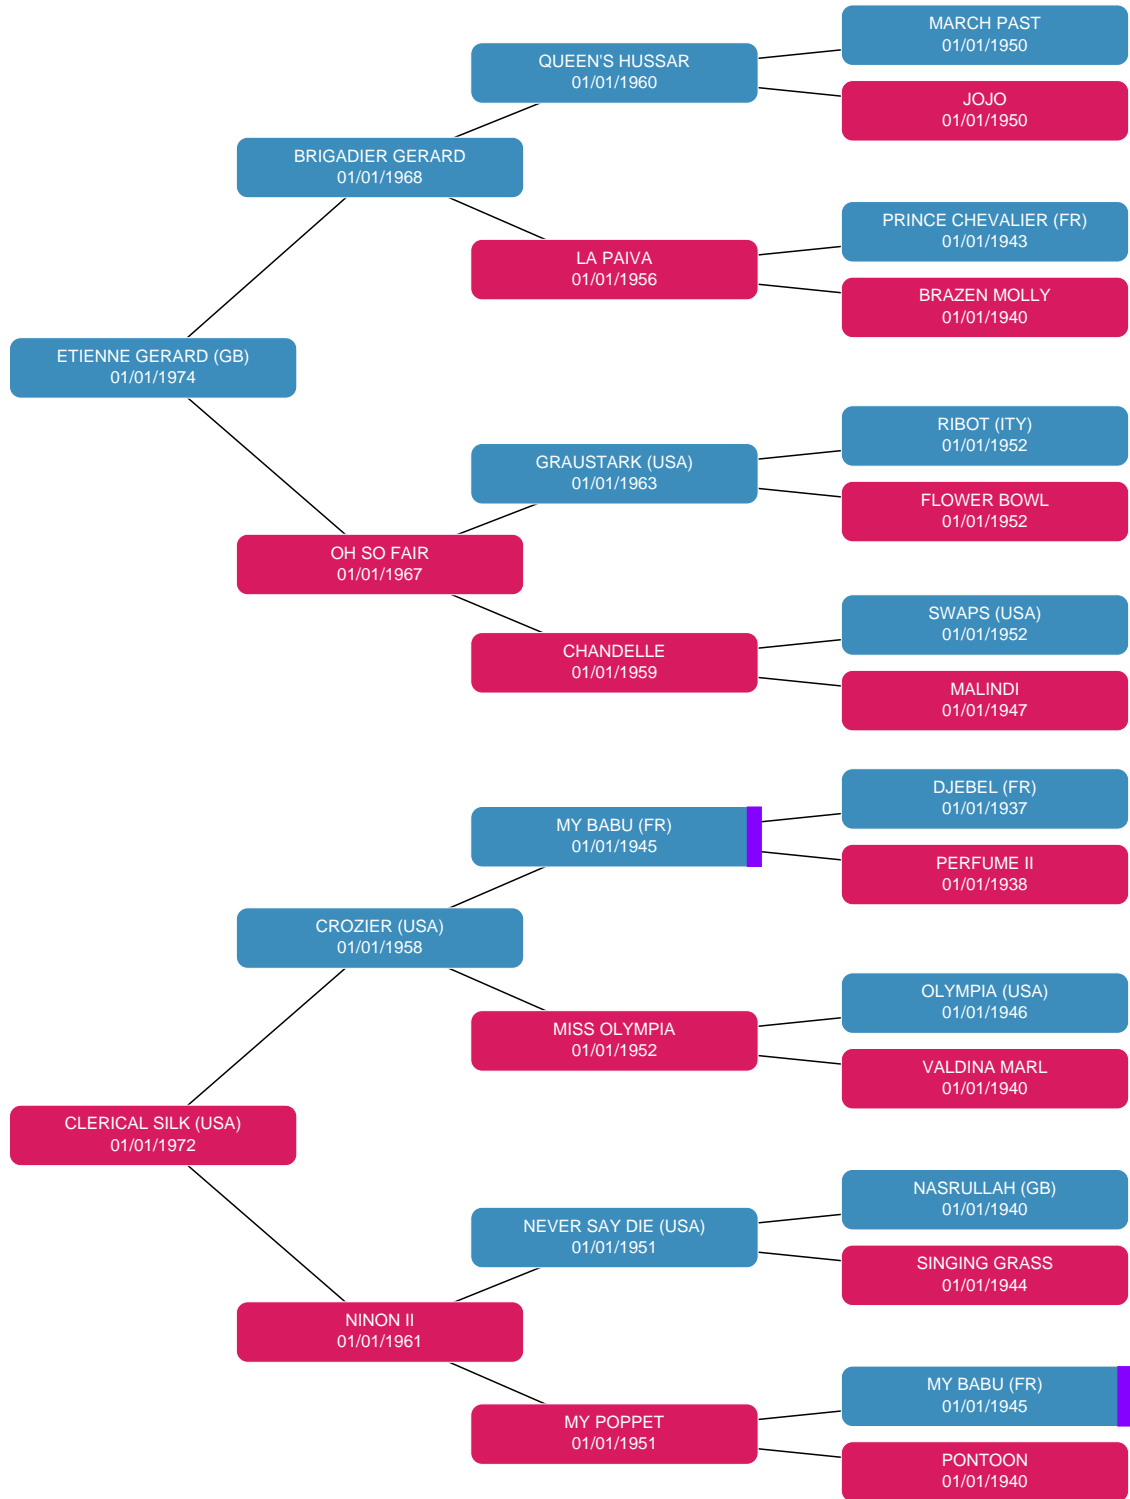 MARCH PAST
01/01/1950
QUEEN'S HUSSAR
01/01/1960
JOJO
01/01/1950
BRIGADIER GERARD
01/01/1968
PRINCE CHEVALIER (FR)
01/01/1943
LA PAIVA
01/01/1956
BRAZEN MOLLY
01/01/1940
ETIENNE GERARD (GB)
01/01/1974
RIBOT (ITY)
01/01/1952
GRAUSTARK (USA)
01/01/1963
FLOWER BOWL
01/01/1952
OH SO FAIR
01/01/1967
SWAPS (USA)
01/01/1952
CHANDELLE
01/01/1959
MALINDI
01/01/1947
DJEBEL (FR)
01/01/1937
MY BABU (FR)
01/01/1945
PERFUME II
01/01/1938
CROZIER (USA)
01/01/1958
OLYMPIA (USA)
01/01/1946
MISS OLYMPIA
01/01/1952
VALDINA MARL
01/01/1940
CLERICAL SILK (USA)
01/01/1972
NASRULLAH (GB)
01/01/1940
NEVER SAY DIE (USA)
01/01/1951
SINGING GRASS
01/01/1944
NINON II
01/01/1961
MY BABU (FR)
01/01/1945
MY POPPET
01/01/1951
PONTOON
01/01/1940